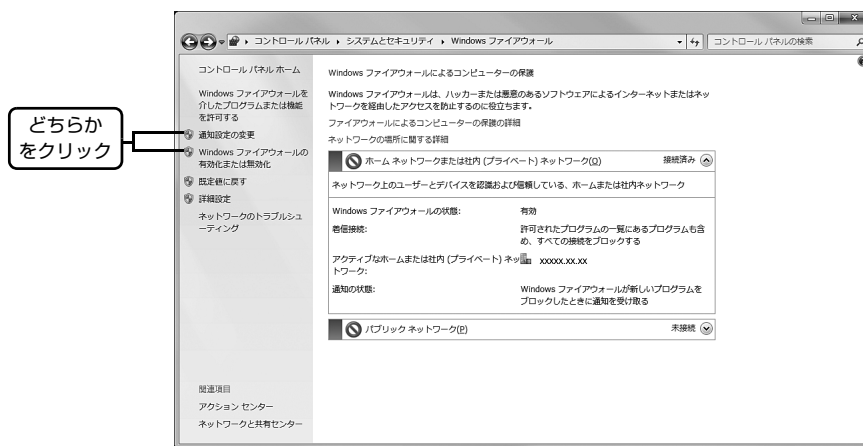 コントロール パネル ▸ システムとセキュリティ ▸ Windows ファイアウォール
コントロール パネルの検索
どちらか
をクリック
コントロール パネル ホーム
Windows ファイアウォールを
介したプログラムまたは機能
を許可する
通知設定の変更
Windows ファイアウォールの
有効化または無効化
既定値に戻す
詳細設定
ネットワークのトラブルシュ
ーティング
関連項目
アクション センター
ネットワークと共有センター
Windows ファイアウォールによるコンピューターの保護
Windows ファイアウォールは、ハッカーまたは悪意のあるソフトウェアによるインターネットまたはネッ
トワークを経由したアクセスを防止するのに役立ちます。
ファイアウォールによるコンピューターの保護の詳細
ネットワークの場所に関する詳細
ホーム ネットワークまたは社内 (プライベート) ネットワーク(O) 接続済み
ネットワーク上のユーザーとデバイスを認識および信頼している、ホームまたは社内ネットワーク
Windows ファイアウォールの状態: 有効
着信接続: 許可されたプログラムの一覧にあるプログラムも含
め、すべての接続をブロックする
アクティブなホームまたは社内 (プライベート) ネッ xxxxx.xx.xx
トワーク:
通知の状態: Windows ファイアウォールが新しいプログラムを
ブロックしたときに通知を受け取る
パブリック ネットワーク(P) 未接続